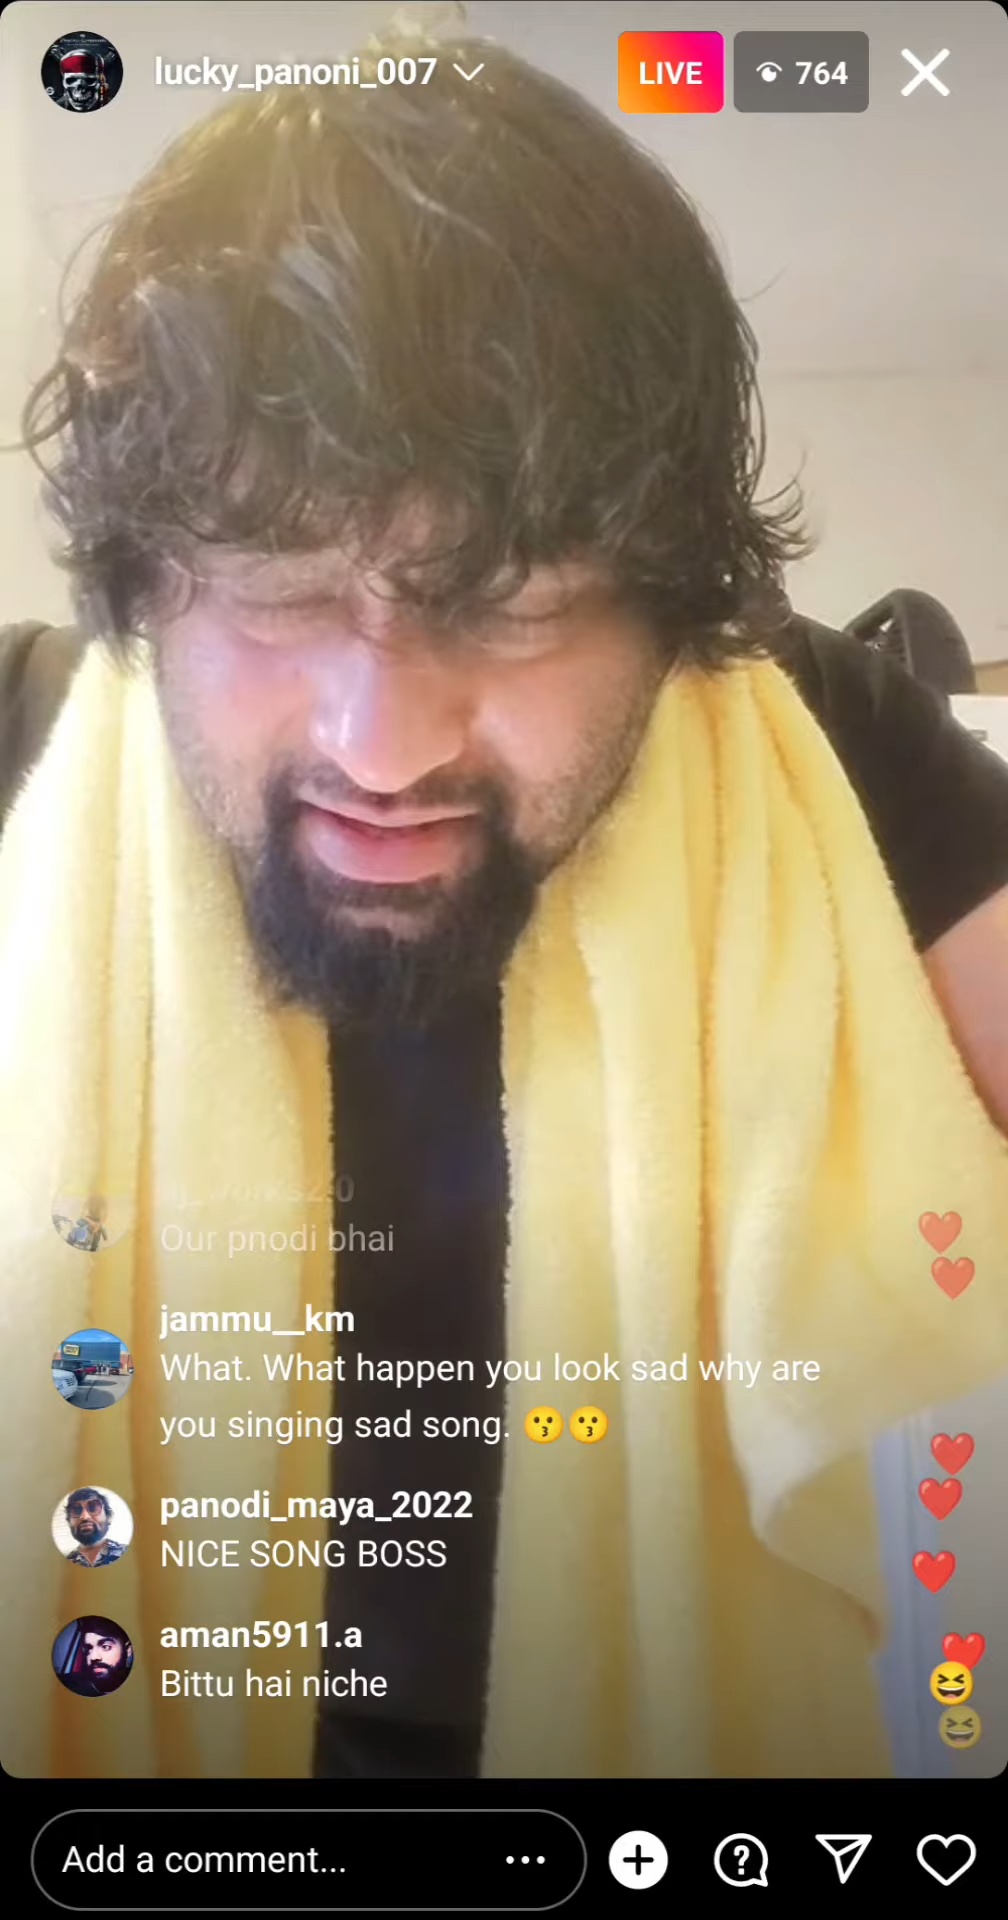 lucky_panoni_007
LIVE
764
Our pnodi bhai
jammu__km
What. What happen you look sad why are
you singing sad song. 😗😗
panodi_maya_2022
NICE SONG BOSS
aman5911.a
Bittu hai niche
Add a comment...